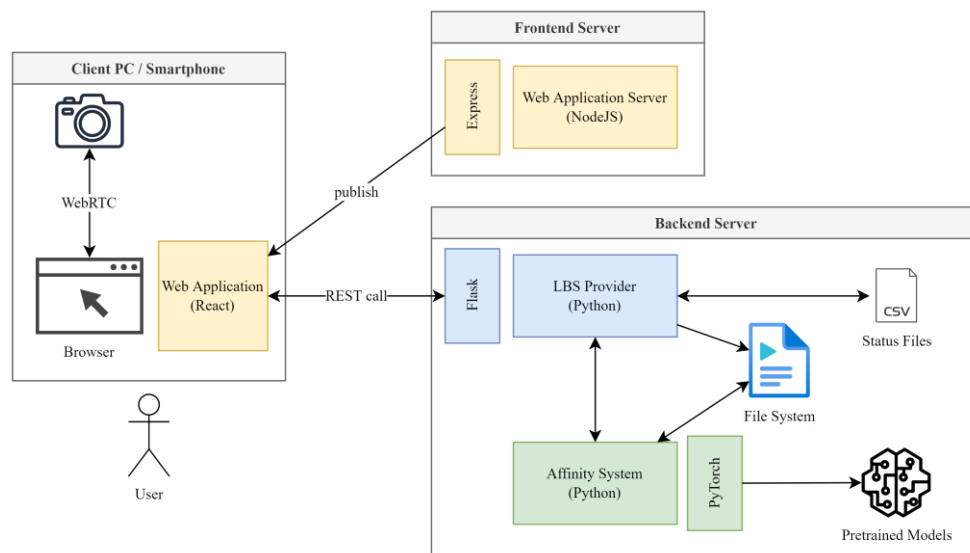 Frontend Server
Client PC / Smartphone
Express
Web Application Server
(NodeJS)
WebRTC
publish
Backend Server
Web Application
(React)
REST call
Flask
LBS Provider
(Python)
CSV
Status Files
Browser
File System
User
Affinity System
(Python)
PyTorch
Pretrained Models